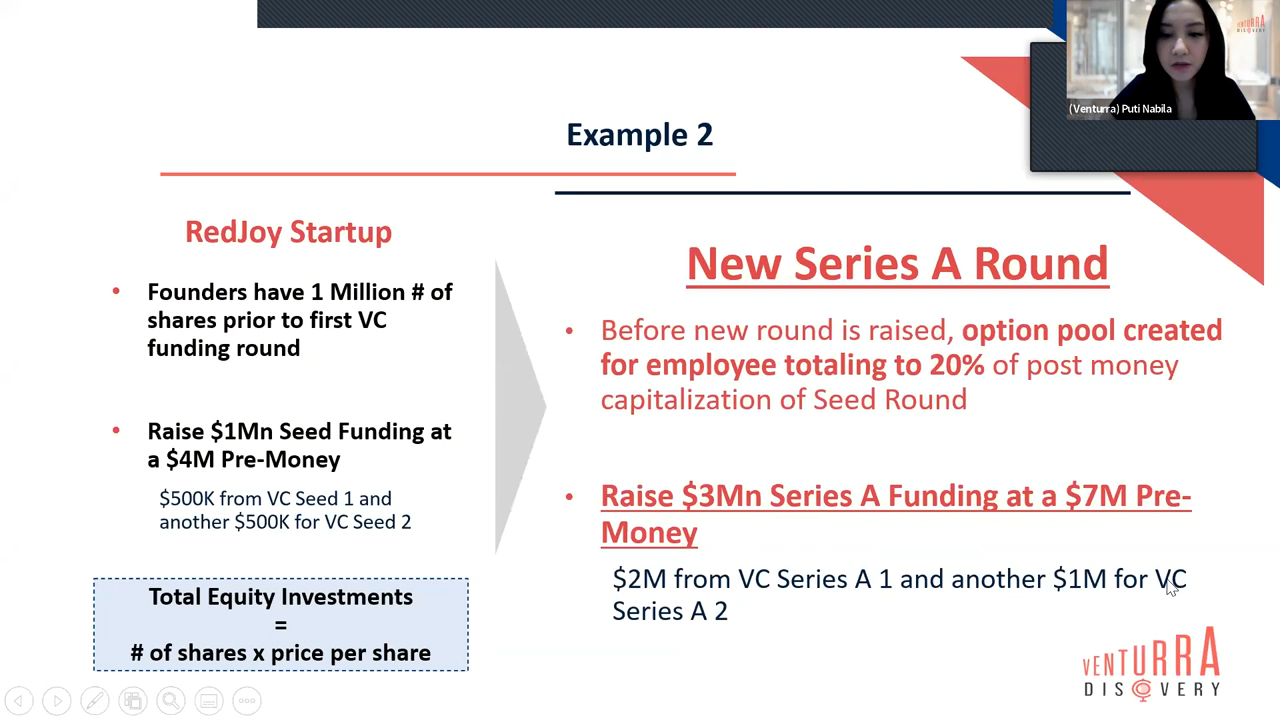 VENTURRA
DISCOVERY
(Venturra) Puti Nabila
Example 2
RedJoy Startup
• Founders have 1 Million # of
shares prior to first VC
funding round
• Raise $1Mn Seed Funding at
a $4M Pre-Money
$500K from VC Seed 1 and
another $500K for VC Seed 2
Total Equity Investments
=
# of shares x price per share
New Series A Round
• Before new round is raised, option pool created
for employee totaling to 20% of post money
capitalization of Seed Round
• Raise $3Mn Series A Funding at a $7M Pre-
Money
$2M from VC Series A 1 and another $1M for VC
Series A 2
VENTURRA
DISCOVERY